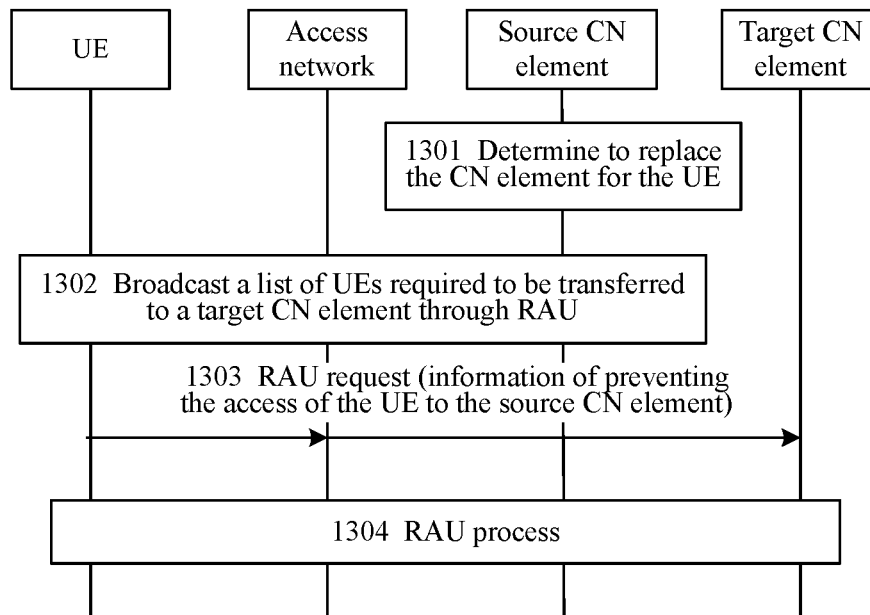 UE
Access
network
Source CN
element
Target CN
element
1301 Determine to replace
the CN element for the UE
1302 Broadcast a list of UEs required to be transferred
to a target CN element through RAU
1303 RAU request (information of preventing
the access of the UE to the source CN element)
1304 RAU process